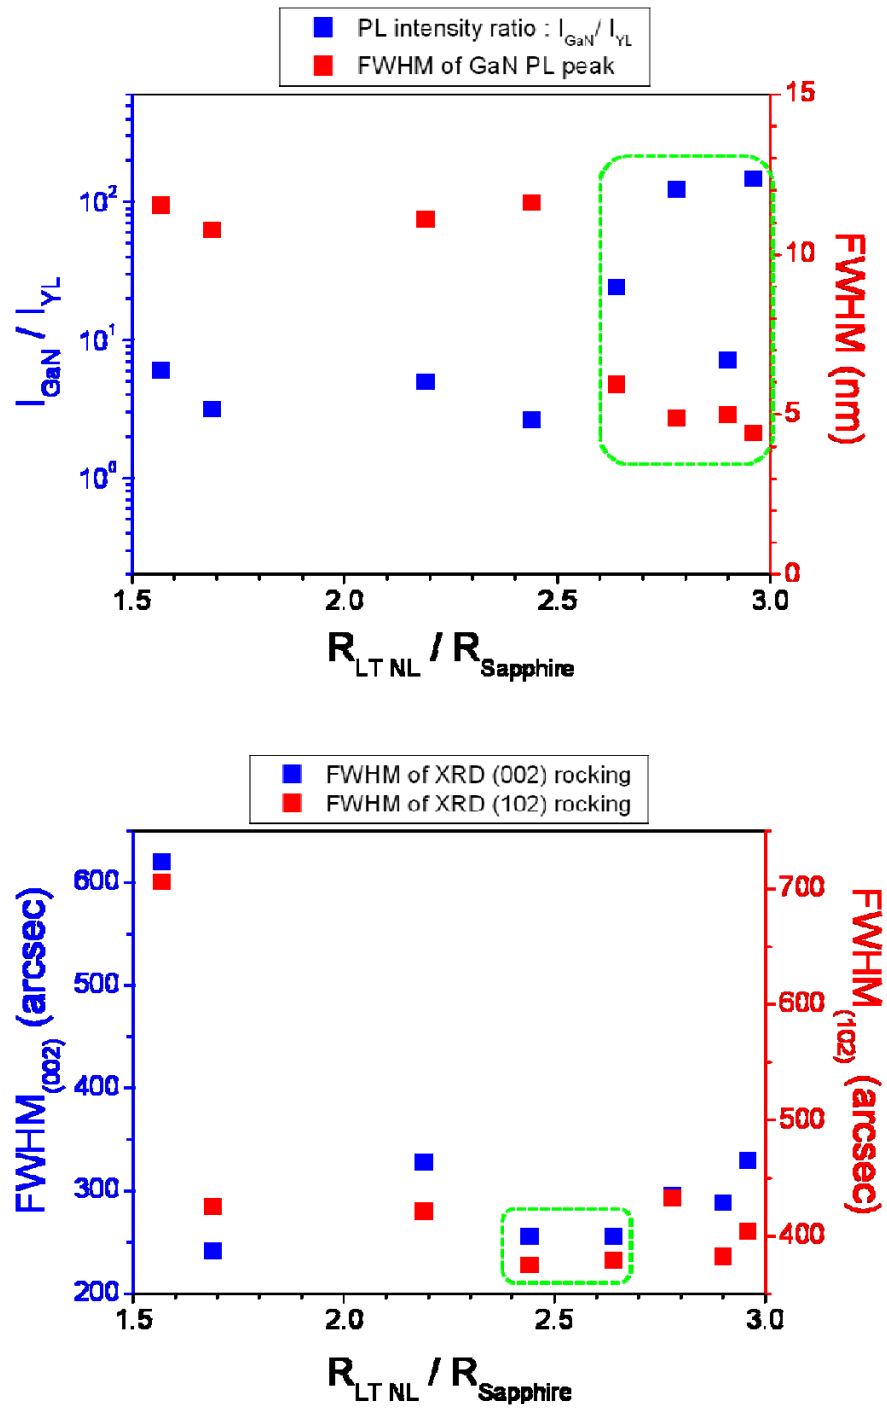 PL intensity ratio : I_GaN / I_YL
FWHM of GaN PL peak
15
10
5
0
FWHM (nm)
10^2
10^1
10^0
I_GaN / I_YL
1.5 2.0 2.5 3.0
R_LT NL / R_Sapphire
FWHM of XRD (002) rocking
FWHM of XRD (102) rocking
600
500
400
300
200
FWHM_(002) (arcsec)
700
600
500
400
FWHM_(102) (arcsec)
1.5 2.0 2.5 3.0
R_LT NL / R_Sapphire